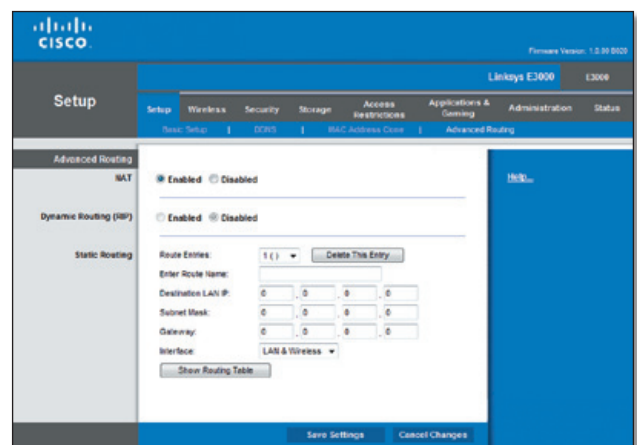 CISCO
Firmware Version: 1.0.00 B020
Linksys E3000 E3000
Setup
Setup Wireless Security Storage Access Restrictions Applications & Gaming Administration Status
Basic Setup | DDNS | MAC Address Clone | Advanced Routing
Advanced Routing
NAT Enabled Disabled Help...
Dynamic Routing (RIP) Enabled Disabled
Static Routing Route Entries: 1 ( ) Delete This Entry
Enter Route Name:
Destination LAN IP: 0 . 0 . 0 . 0
Subnet Mask: 0 . 0 . 0 . 0
Gateway: 0 . 0 . 0 . 0
Interface: LAN & Wireless
Show Routing Table
Save Settings Cancel Changes